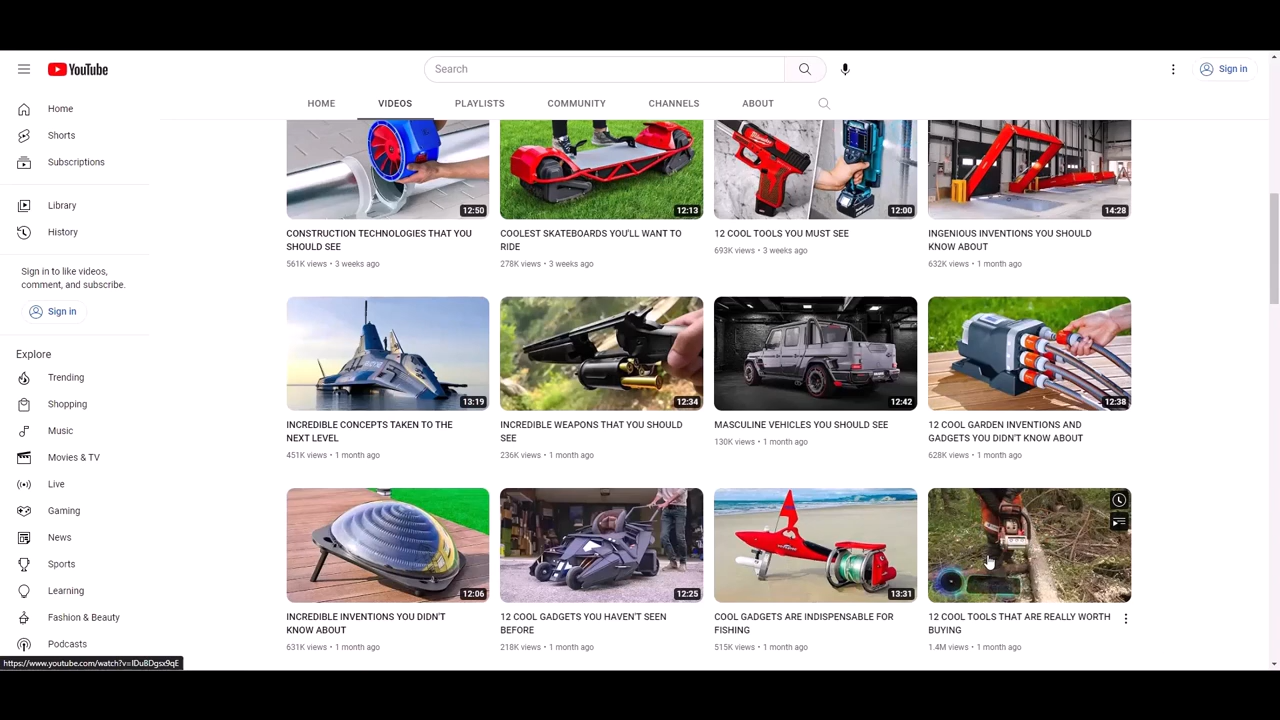 YouTube
Search
Sign in
HOME
VIDEOS
PLAYLISTS
COMMUNITY
CHANNELS
ABOUT
Home
Shorts
Subscriptions
Library
History
Sign in to like videos,
comment, and subscribe.
Sign in
Explore
Trending
Shopping
Music
Movies & TV
Live
Gaming
News
Sports
Learning
Fashion & Beauty
Podcasts
12:50
CONSTRUCTION TECHNOLOGIES THAT YOU
SHOULD SEE
561K views • 3 weeks ago
12:13
COOLEST SKATEBOARDS YOU'LL WANT TO
RIDE
278K views • 3 weeks ago
12:00
12 COOL TOOLS YOU MUST SEE
693K views • 3 weeks ago
14:28
INGENIOUS INVENTIONS YOU SHOULD
KNOW ABOUT
632K views • 1 month ago
13:19
INCREDIBLE CONCEPTS TAKEN TO THE
NEXT LEVEL
451K views • 1 month ago
12:34
INCREDIBLE WEAPONS THAT YOU SHOULD
SEE
236K views • 1 month ago
12:42
MASCULINE VEHICLES YOU SHOULD SEE
130K views • 1 month ago
12:38
12 COOL GARDEN INVENTIONS AND
GADGETS YOU DIDN'T KNOW ABOUT
628K views • 1 month ago
12:06
INCREDIBLE INVENTIONS YOU DIDN'T
KNOW ABOUT
631K views • 1 month ago
12:25
12 COOL GADGETS YOU HAVEN'T SEEN
BEFORE
218K views • 1 month ago
13:31
COOL GADGETS ARE INDISPENSABLE FOR
FISHING
515K views • 1 month ago
12 COOL TOOLS THAT ARE REALLY WORTH
BUYING
1.4M views • 1 month ago